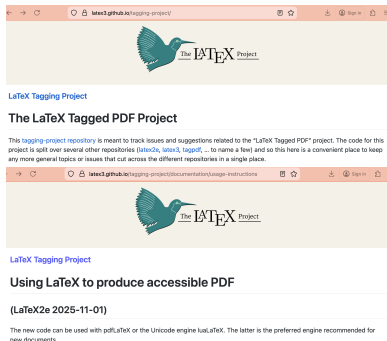 latex3.github.io/tagging-project/
Sign in
The LATEX Project
LaTeX Tagging Project
The LaTeX Tagged PDF Project
This tagging-project repository is meant to track issues and suggestions related to the “LaTeX Tagged PDF” project. The code for this
project is split over several other repositories (latex2e, latex3, tagpdf, ... to name a few) and so this here is a convenient place to keep
any more general topics or issues that cut across the different repositories in a single place.
latex3.github.io/tagging-project/documentation/usage-instructions
Sign in
The LATEX Project
LaTeX Tagging Project
Using LaTeX to produce accessible PDF
(LaTeX2e 2025-11-01)
The new code can be used with pdfLaTeX or the Unicode engine luaLaTeX. The latter is the preferred engine recommended for
new documents.